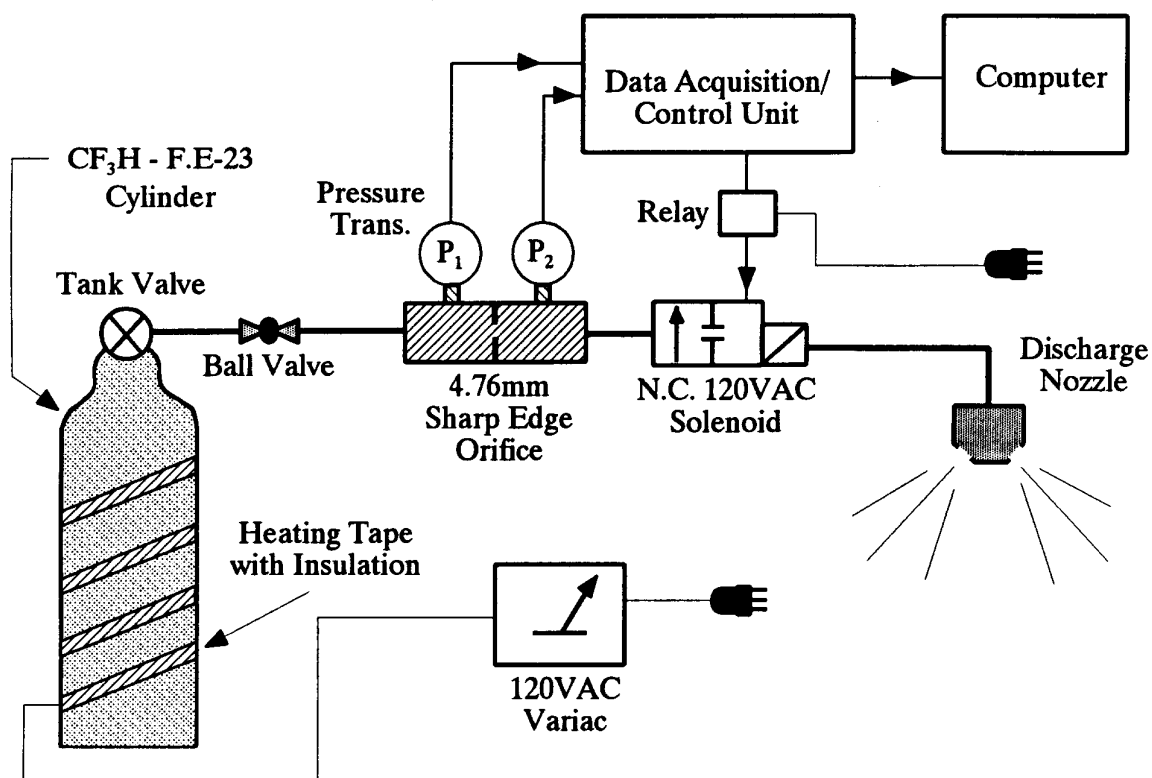 Data Acquisition/
Control Unit
Computer
CF₃H - F.E-23
Cylinder
Pressure
Trans.
Relay
P₁
P₂
Tank Valve
Ball Valve
4.76mm
Sharp Edge
Orifice
N.C. 120VAC
Solenoid
Discharge
Nozzle
Heating Tape
with Insulation
120VAC
Variac